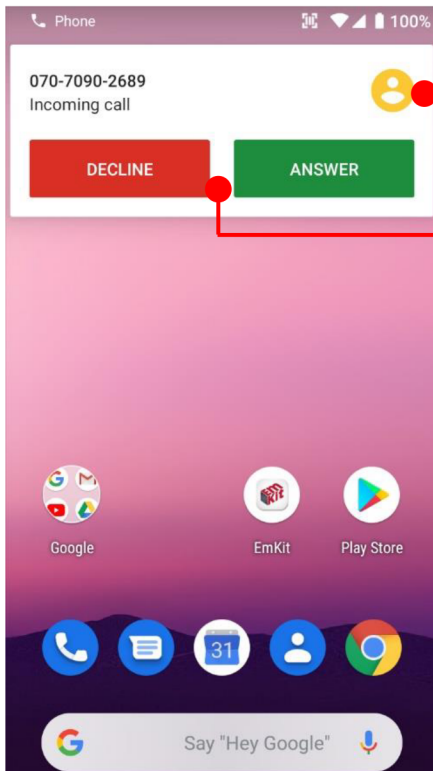 Phone
100%
070-7090-2689
Incoming call
DECLINE
ANSWER
Google
EmKit
Play Store
31
Say "Hey Google"